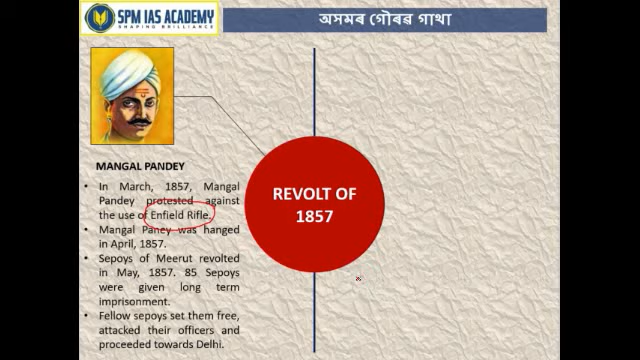 SPM IAS ACADEMY
SHAPING BRILLIANCE
অসমৰ গৌৰৱ গাথা
MANGAL PANDEY
• In March, 1857, Mangal
Pandey protested against
the use of Enfield Rifle.
• Mangal Paney was hanged
in April, 1857.
• Sepoys of Meerut revolted
in May, 1857. 85 Sepoys
were given long term
imprisonment.
• Fellow sepoys set them free,
attacked their officers and
proceeded towards Delhi.
REVOLT OF
1857